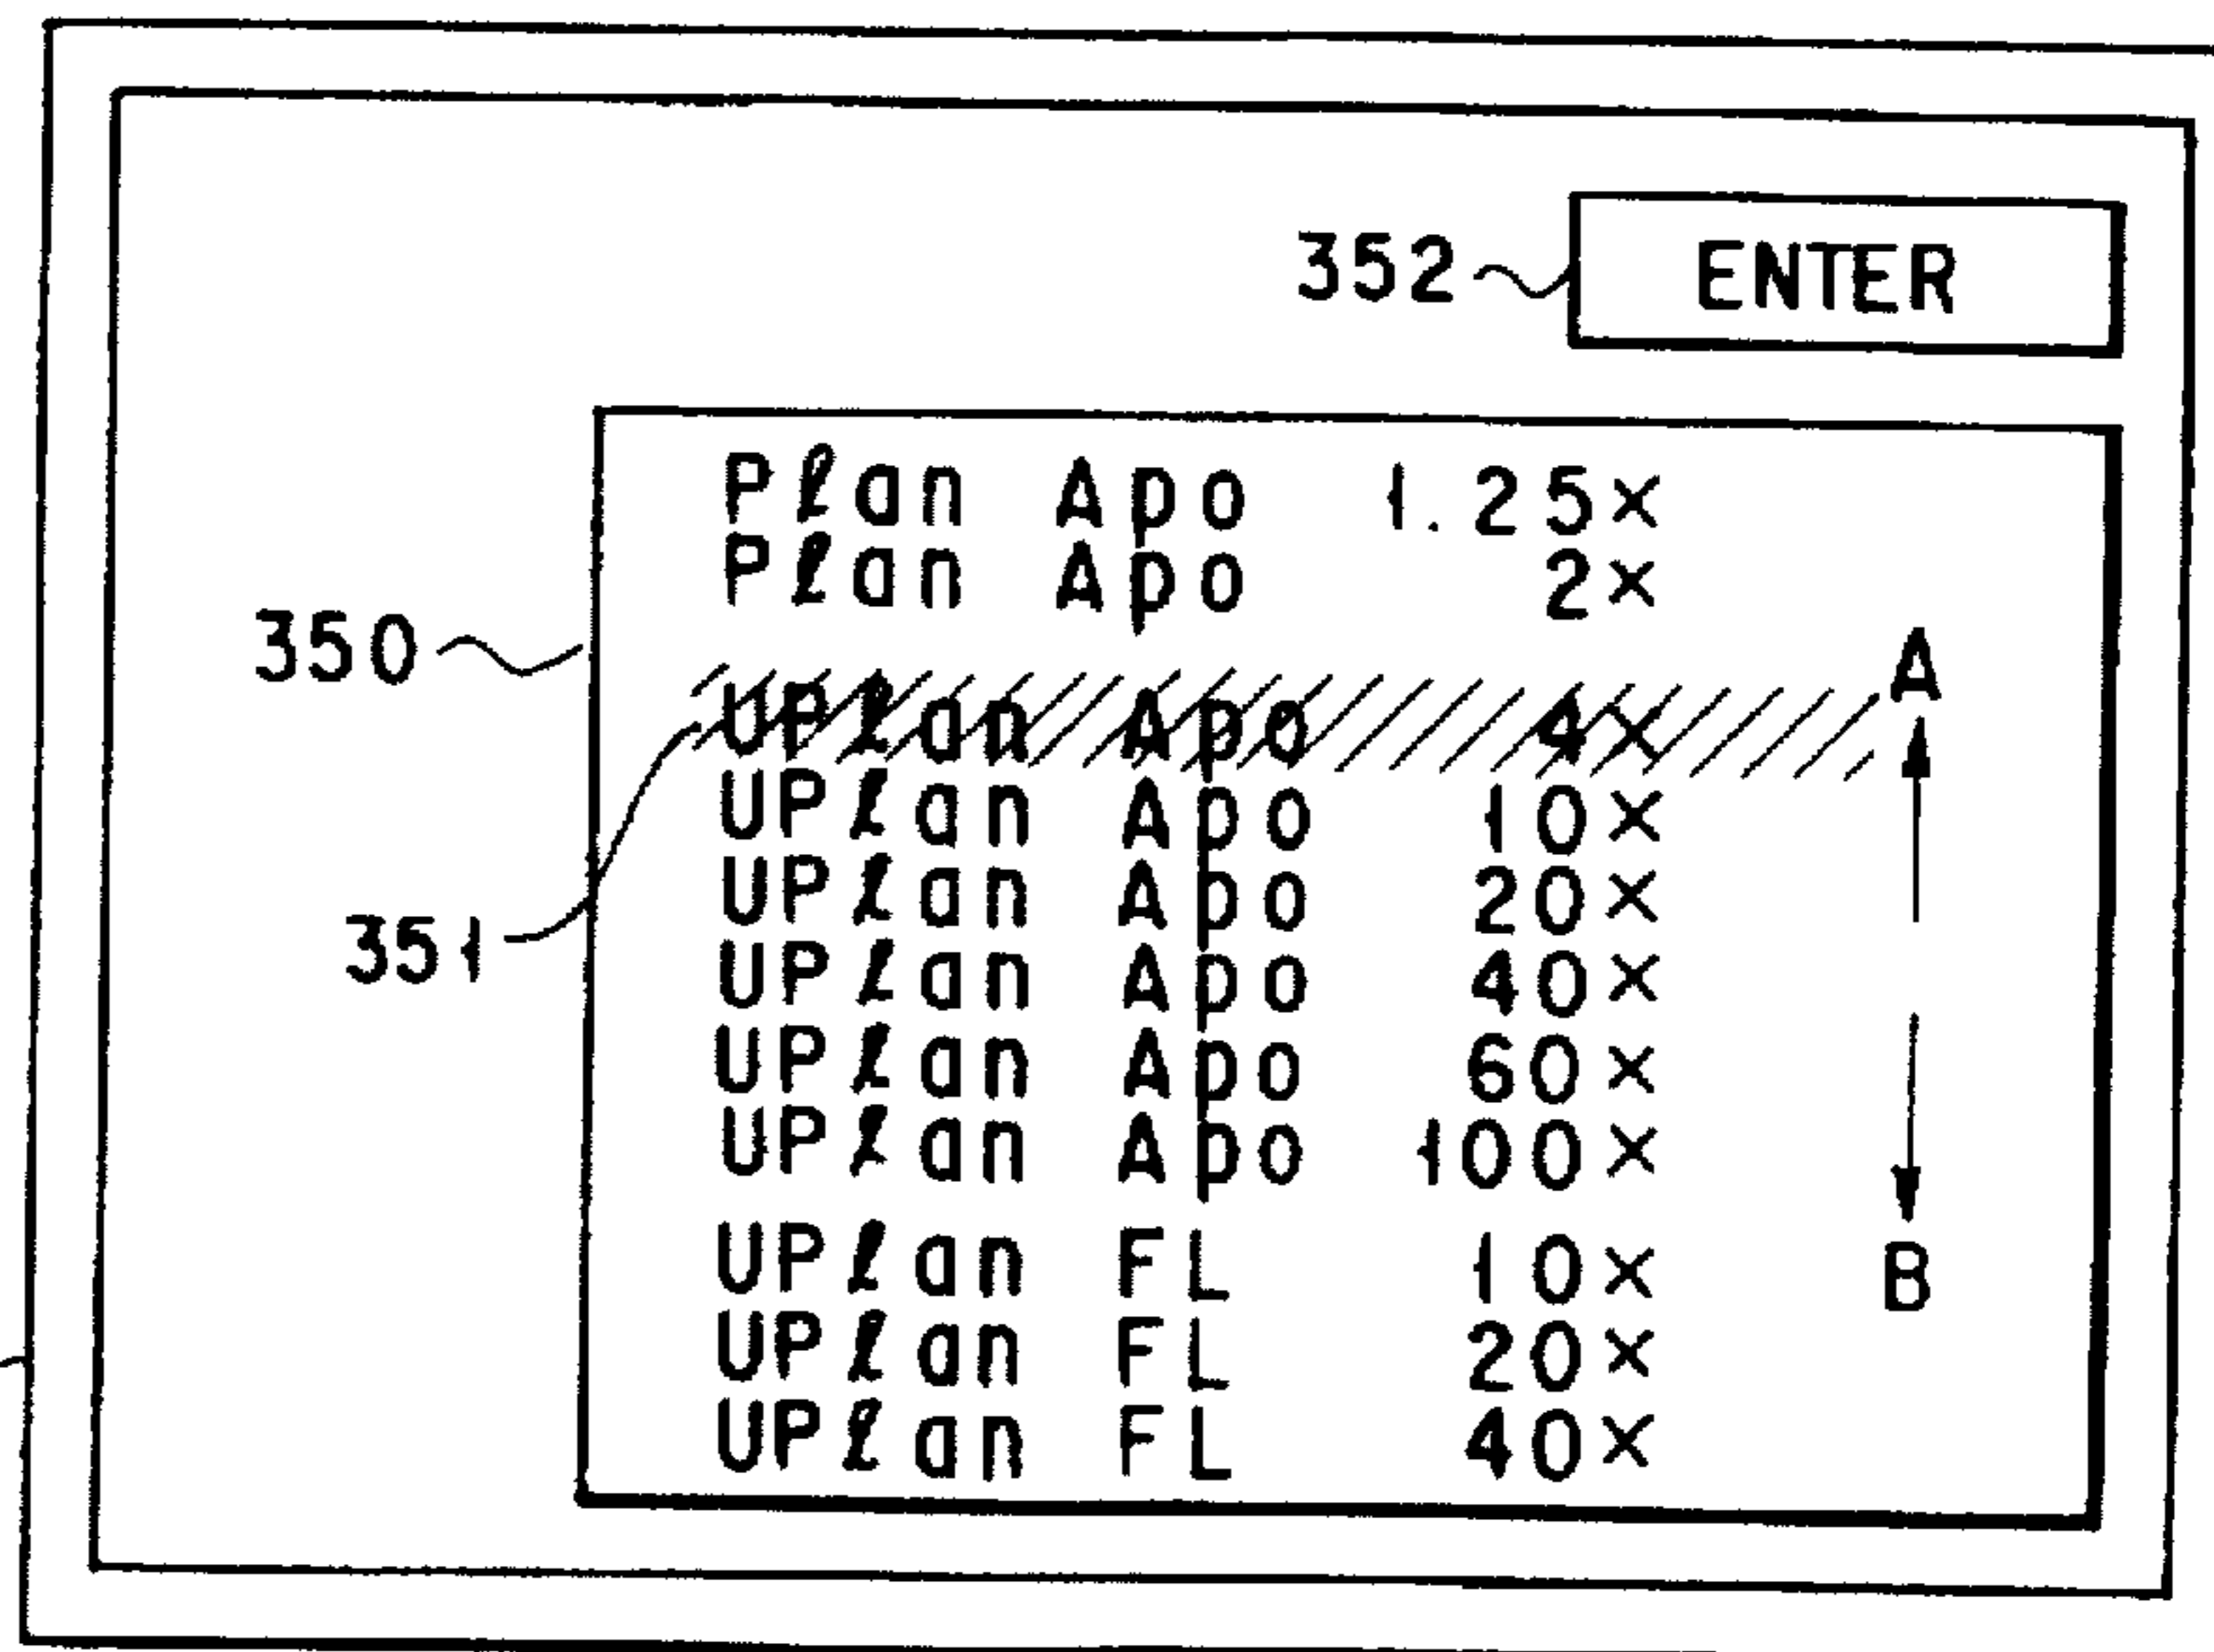 352 ENTER
Plan Apo 1.25×
Plan Apo 2×
350
A
UPlan Apo 4×
UPlan Apo 10×
UPlan Apo 20×
351
UPlan Apo 40×
UPlan Apo 60×
UPlan Apo 100×
UPlan FL 10×
B
UPlan FL 20×
UPlan FL 40×